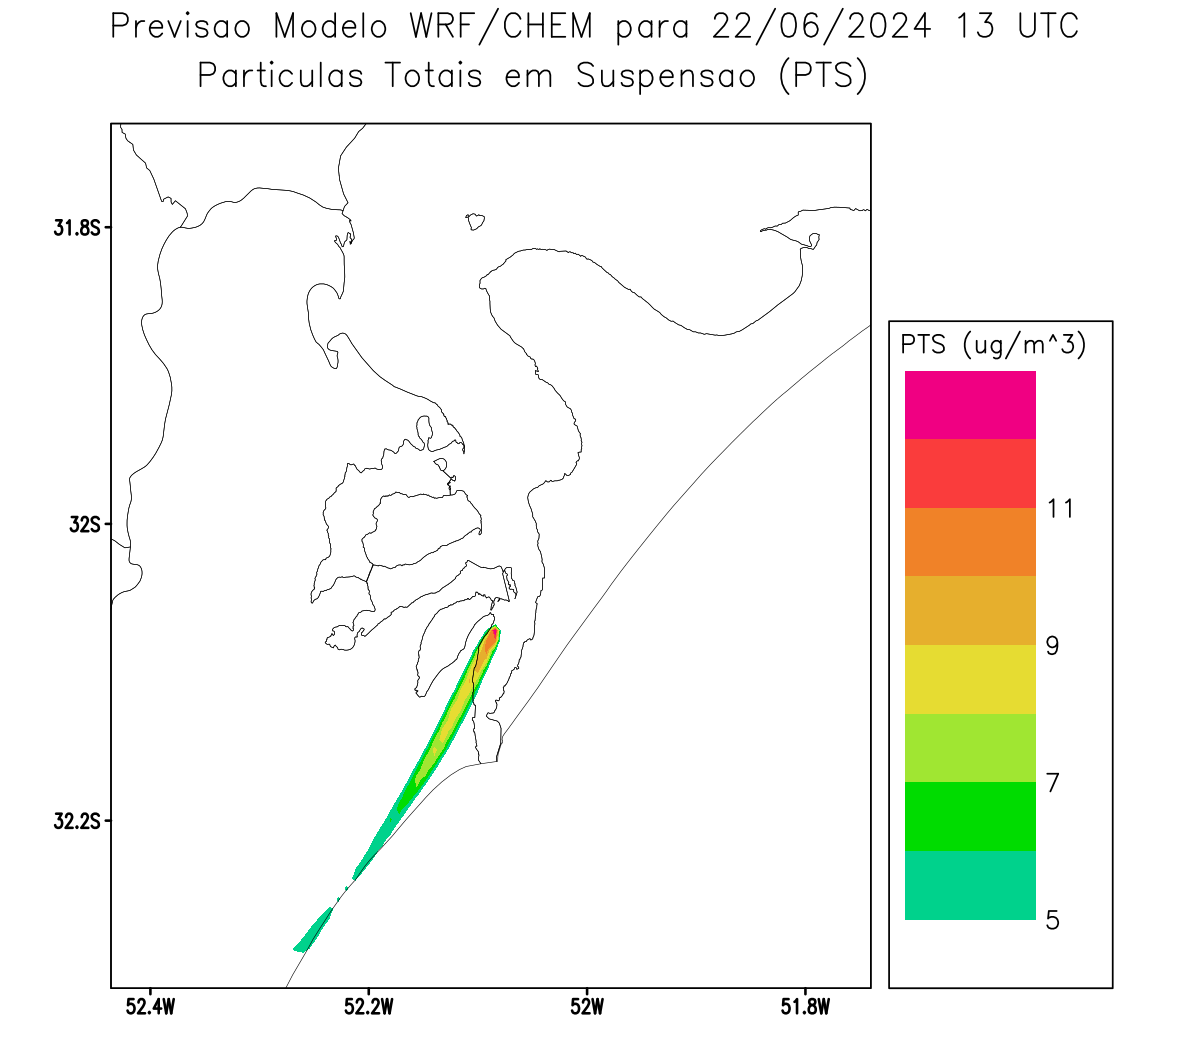 Previsao Modelo WRF/CHEM para 22/06/2024 13 UTC
Particulas Totais em Suspensao (PTS)
31.8S
32S
32.2S
52.4W
52.2W
52W
51.8W
PTS (ug/m^3)
11
9
7
5